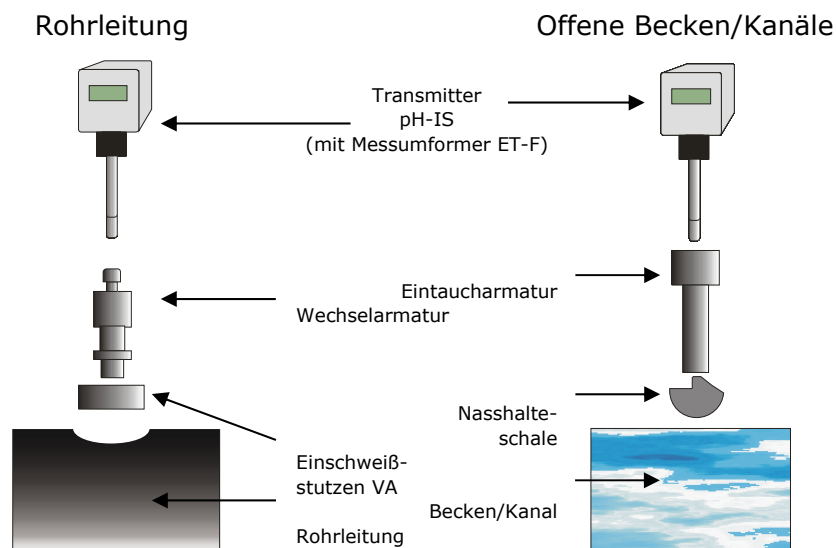 Rohrleitung
Offene Becken/Kanäle
Transmitter
pH-IS
(mit Messumformer ET-F)
Eintaucharmatur
Wechselarmatur
Nasshalte-
schale
Einschweiß-
stutzen VA
Becken/Kanal
Rohrleitung